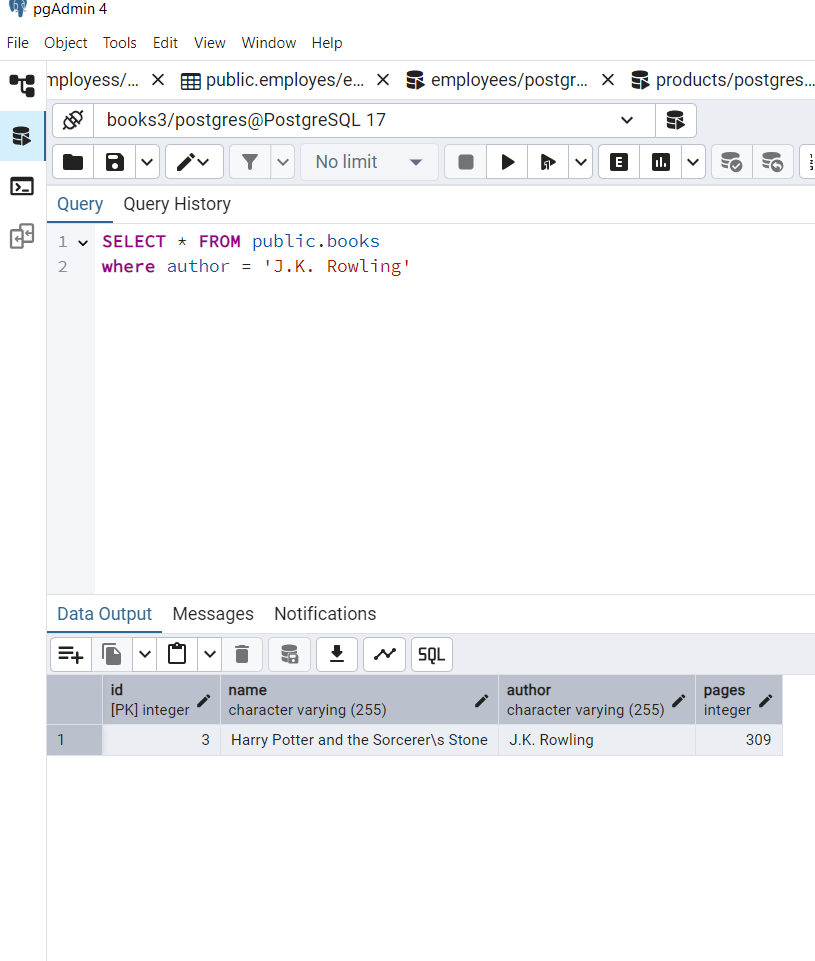 pgAdmin 4
File Object Tools Edit View Window Help
mployess/... public.employes/e... employees/postgr... products/postgres...
books3/postgres@PostgreSQL 17
No limit E
Query Query History
1 SELECT * FROM public.books
2 where author = 'J.K. Rowling'
Data Output Messages Notifications
SQL
id name author pages
[PK] integer character varying (255) character varying (255) integer
1 3 Harry Potter and the Sorcerer\s Stone J.K. Rowling 309